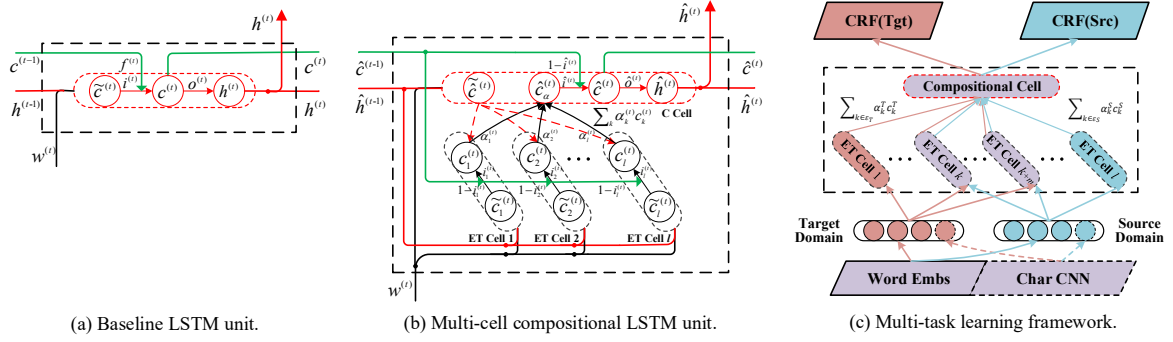 h^(t)
c^(t-1)
f^(t)
c^(t)
c̃^(t)
i^(t)
c^(t)
o^(t)
h^(t)
h^(t-1)
h^(t)
w^(t)
(a) Baseline LSTM unit.
ĥ^(t)
ĉ^(t-1)
1-î^(t)
ĉ^(t)
c̃̂^(t)
ĉ_α^(t)
î^(t)
ĉ^(t)
ô^(t)
ĥ^(t)
ĥ^(t-1)
ĥ^(t)
C Cell
∑_k α_k^(t) c_k^(t)
α_1^(t)
α_2^(t)
α_l^(t)
c_1^(t)
c_2^(t)
• • •
c_l^(t)
i_1^(t)
i_2^(t)
i_l^(t)
1-i_1^(t)
1-i_2^(t)
1-i_l^(t)
c̃_1^(t)
c̃_2^(t)
c̃_l^(t)
ET Cell 1
ET Cell 2
ET Cell l
w^(t)
(b) Multi-cell compositional LSTM unit.
CRF(Tgt)
CRF(Src)
Compositional Cell
∑_{k∈ε_T} α_k^T c_k^T
∑_{k∈ε_S} α_k^S c_k^S
ET Cell 1
ET Cell k
ET Cell k+m
ET Cell l
Target
Domain
Source
Domain
Word Embs
Char CNN
(c) Multi-task learning framework.